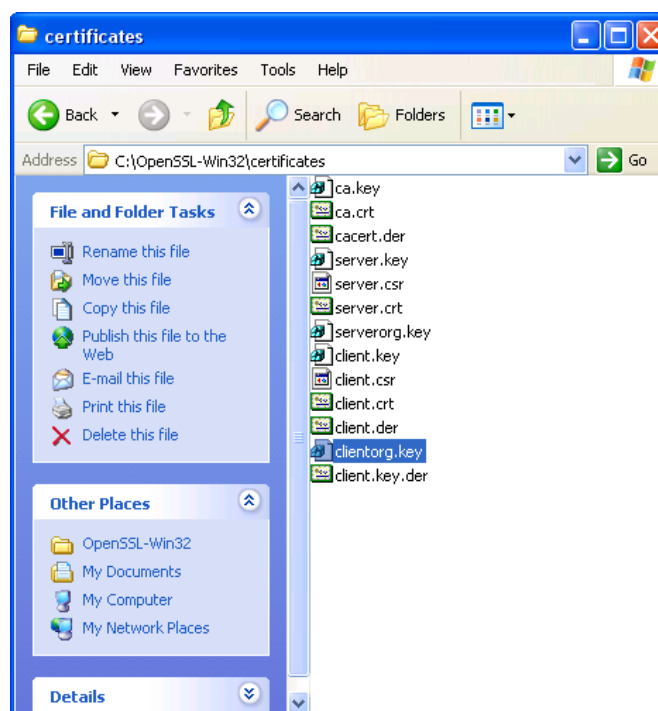 certificates
File Edit View Favorites Tools Help
Back Search Folders
Address C:\OpenSSL-Win32\certificates Go
File and Folder Tasks
Rename this file
Move this file
Copy this file
Publish this file to the
Web
E-mail this file
Print this file
Delete this file
Other Places
OpenSSL-Win32
My Documents
My Computer
My Network Places
Details
ca.key
ca.crt
cacert.der
server.key
server.csr
server.crt
serverorg.key
client.key
client.csr
client.crt
client.der
clientorg.key
client.key.der